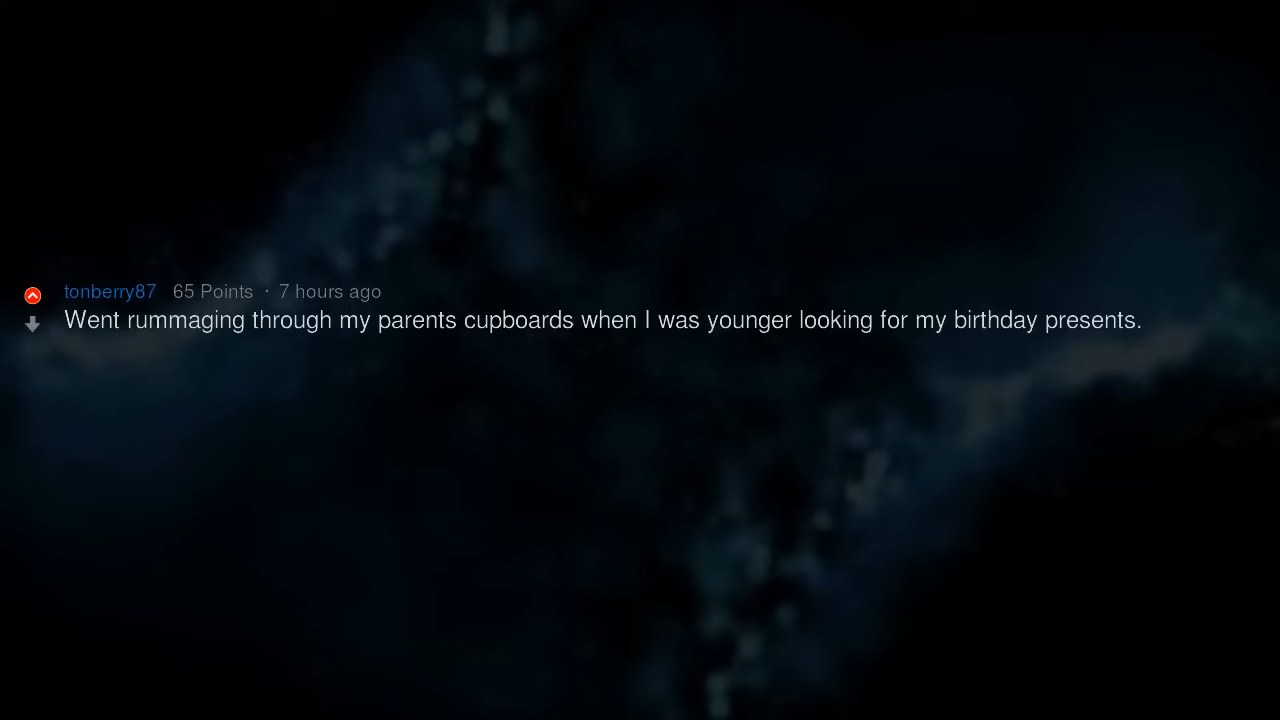 tonberry87 65 Points · 7 hours ago
Went rummaging through my parents cupboards when I was younger looking for my birthday presents.